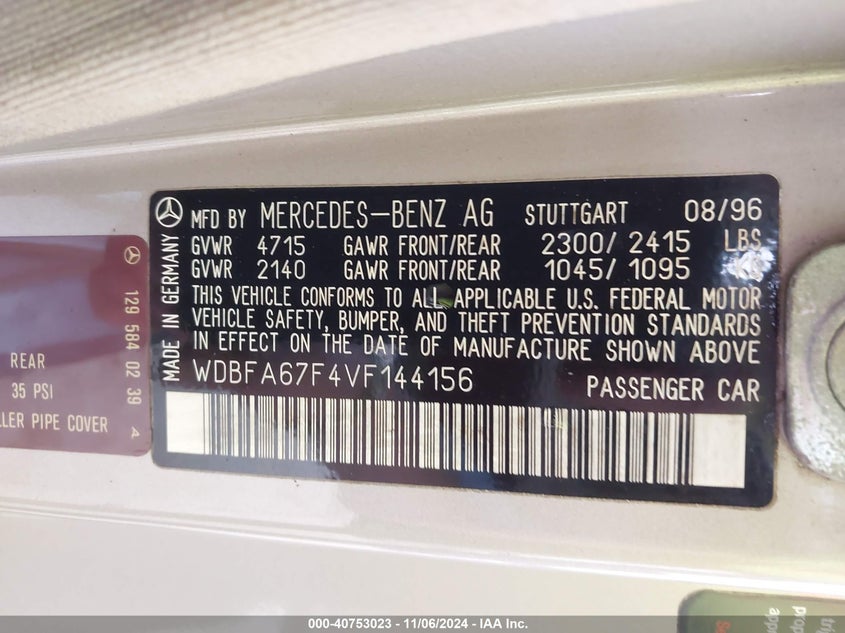 MFD BY MERCEDES-BENZ AG STUTTGART 08/96
GVWR 4715 GAWR FRONT/REAR 2300/ 2415 LBS
GVWR 2140 GAWR FRONT/REAR 1045/ 1095
THIS VEHICLE CONFORMS TO ALL APPLICABLE U.S. FEDERAL MOTOR
VEHICLE SAFETY, BUMPER, AND THEFT PREVENTION STANDARDS
IN EFFECT ON THE DATE OF MANUFACTURE SHOWN ABOVE
WDBFA67F4VF144156 PASSENGER CAR
MADE IN GERMANY
129 584 02 39 A
REAR
35 PSI
PIPE COVER
000-40753023 - 11/06/2024 - IAA Inc.